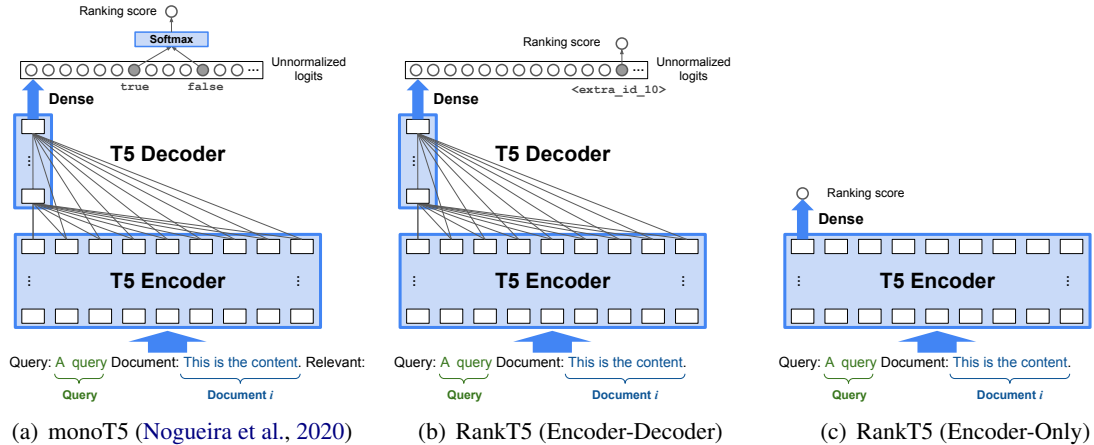 Ranking score
Softmax
Unnormalized
logits
true false
Dense
T5 Decoder
T5 Encoder
Query: A query Document: This is the content. Relevant:
Query Document i
(a) monoT5 (Nogueira et al., 2020)
Ranking score
Unnormalized
logits
<extra_id_10>
Dense
T5 Decoder
T5 Encoder
Query: A query Document: This is the content.
Query Document i
(b) RankT5 (Encoder-Decoder)
Ranking score
Dense
T5 Encoder
Query: A query Document: This is the content.
Query Document i
(c) RankT5 (Encoder-Only)